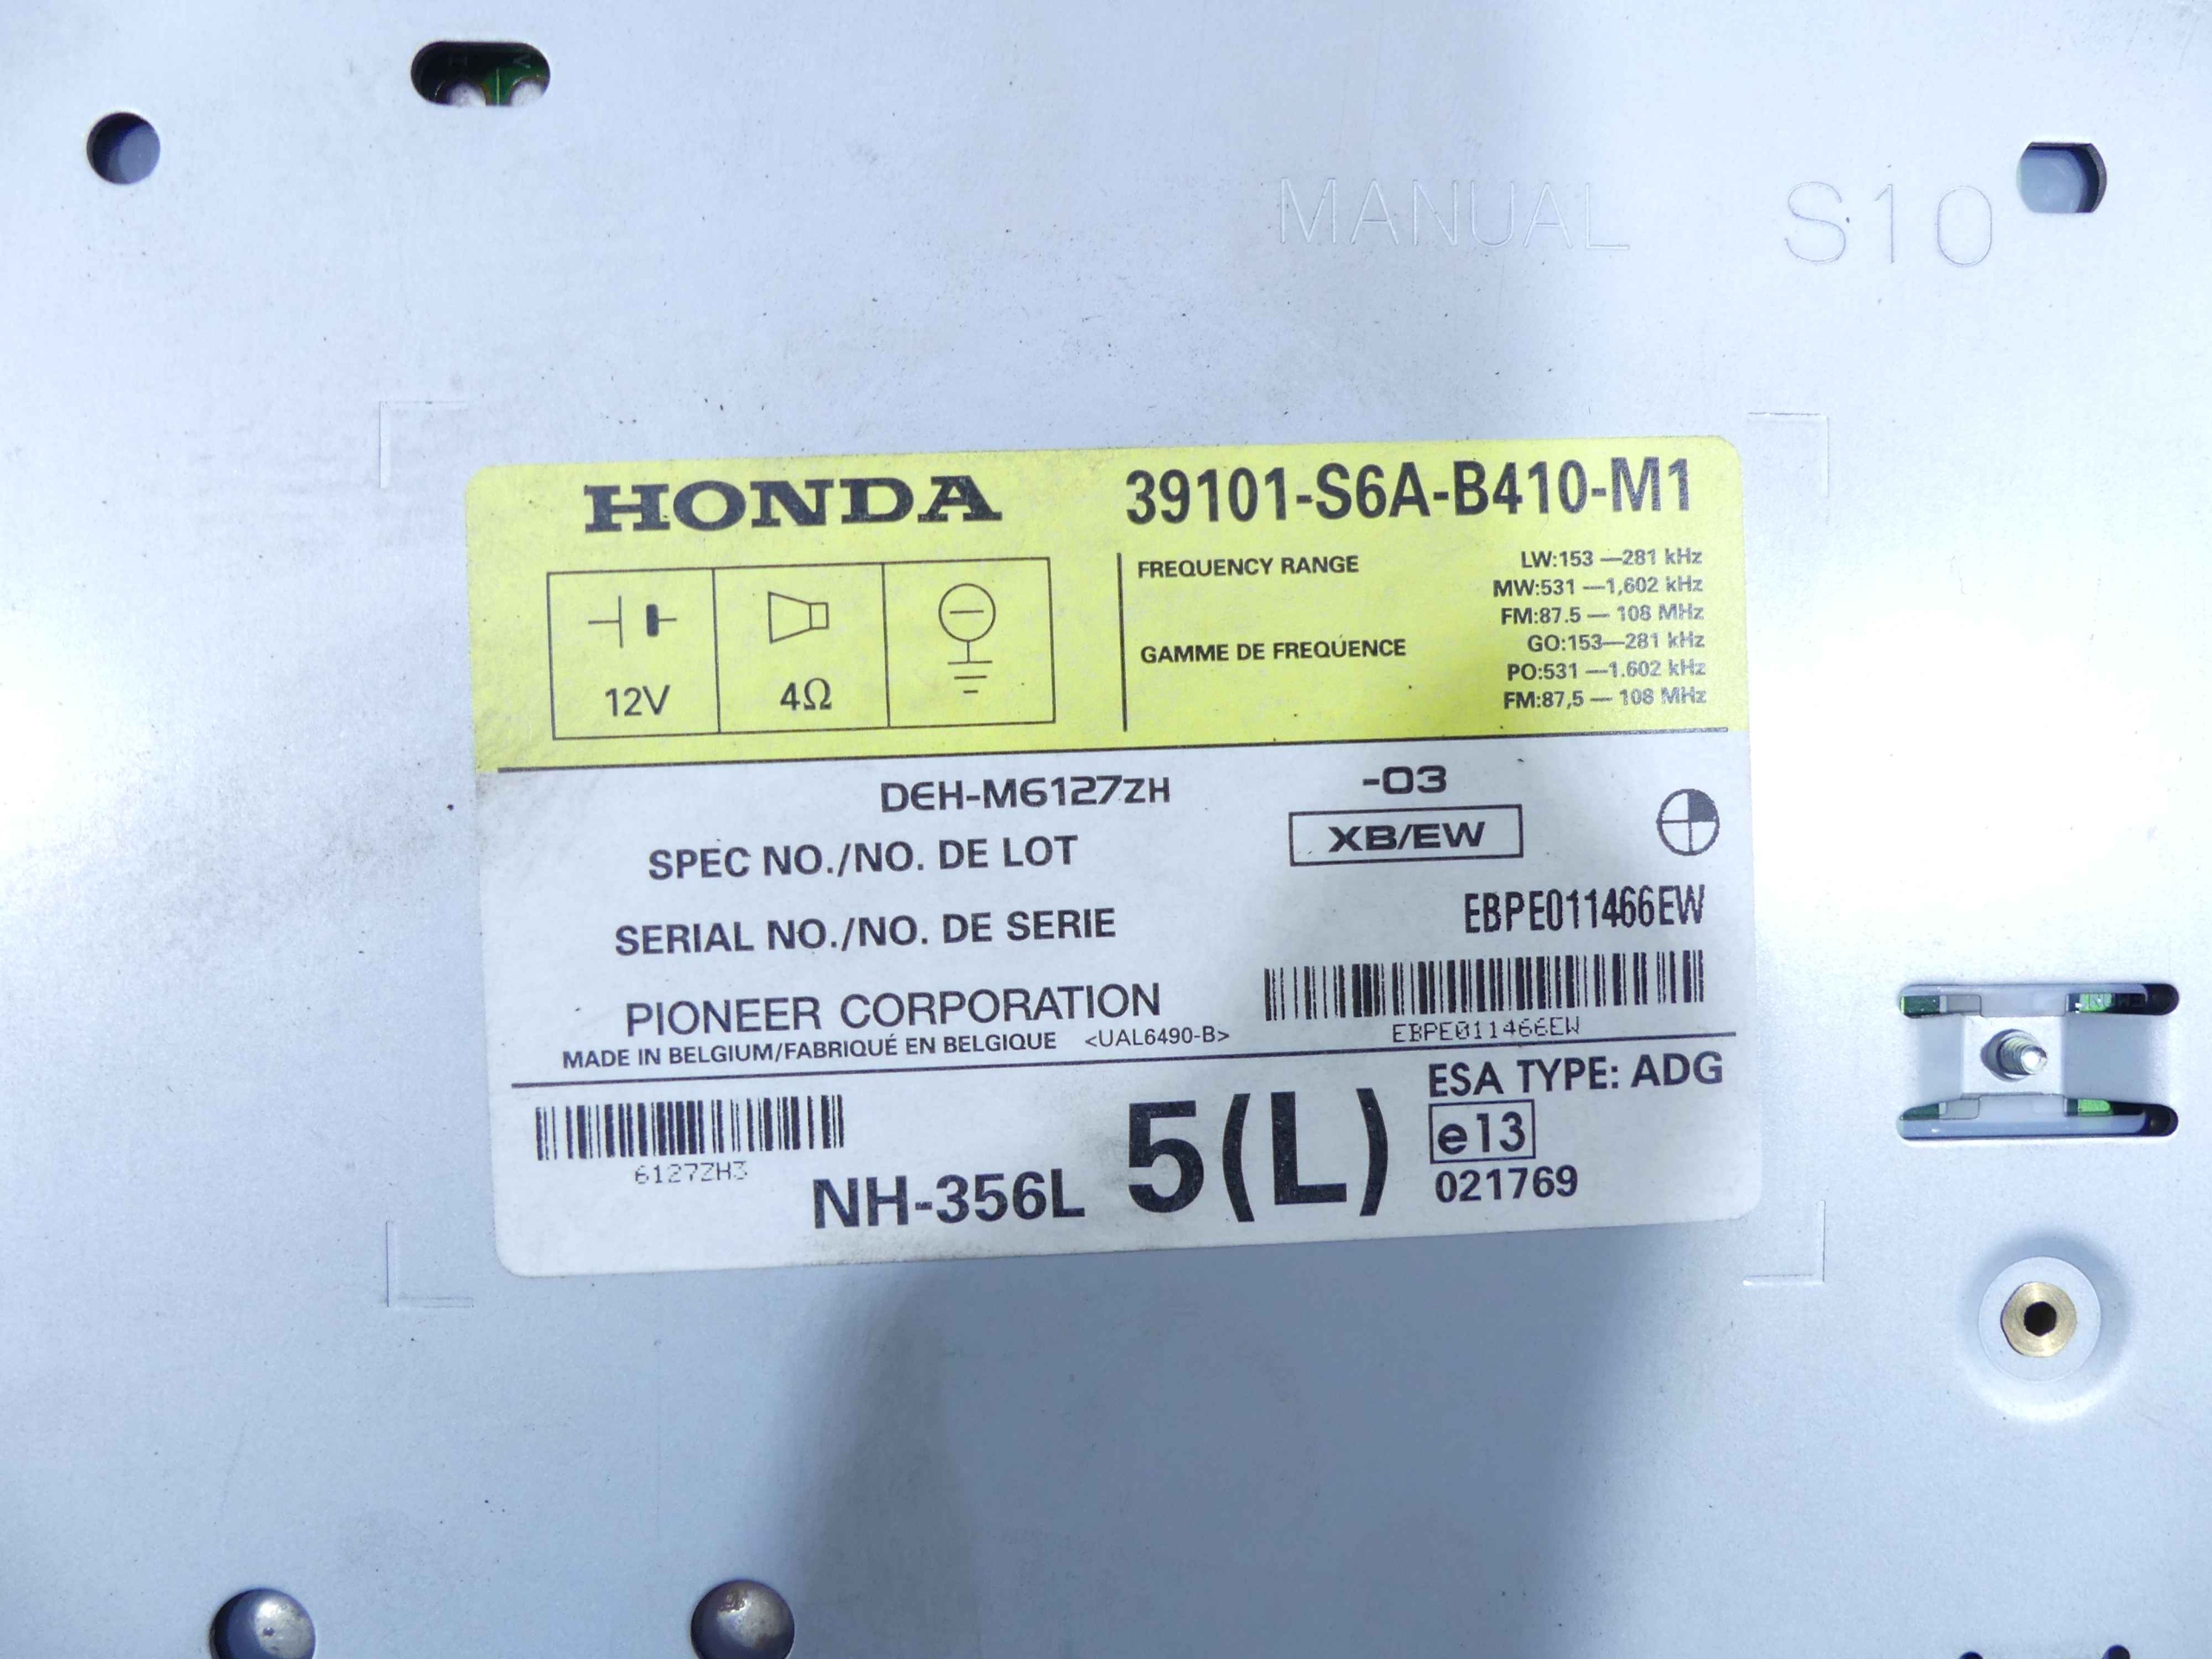 MANUAL S10
HONDA 39101-S6A-B410-M1
12V 4Ω
FREQUENCY RANGE LW:153 —281 kHz
MW:531 —1,602 kHz
FM:87.5 — 108 MHz
GAMME DE FREQUENCE GO:153—281 kHz
PO:531 —1.602 kHz
FM:87,5 — 108 MHz
DEH-M6127ZH -03
SPEC NO./NO. DE LOT XB/EW
SERIAL NO./NO. DE SERIE EBPE011466EW
PIONEER CORPORATION
EBPE011466EW
MADE IN BELGIUM/FABRIQUÉ EN BELGIQUE <UAL6490-B>
ESA TYPE: ADG
e13
021769
6127ZH3
NH-356L 5(L)